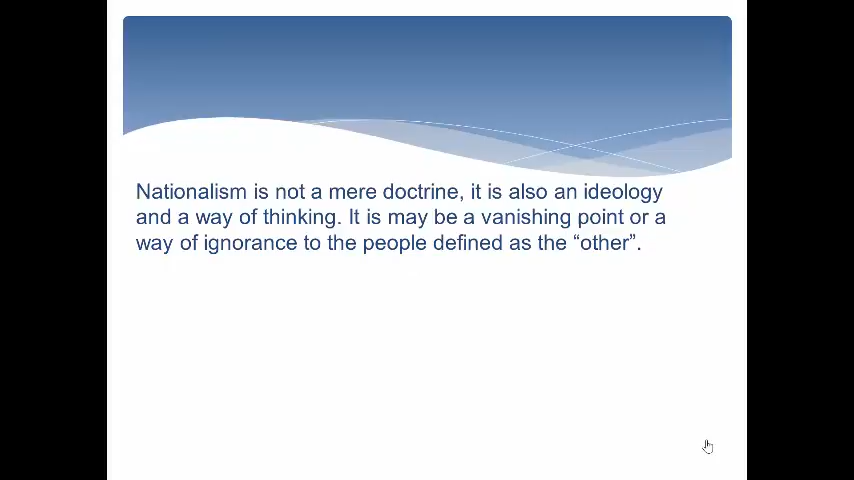 Nationalism is not a mere doctrine, it is also an ideology
and a way of thinking. It is may be a vanishing point or a
way of ignorance to the people defined as the “other”.